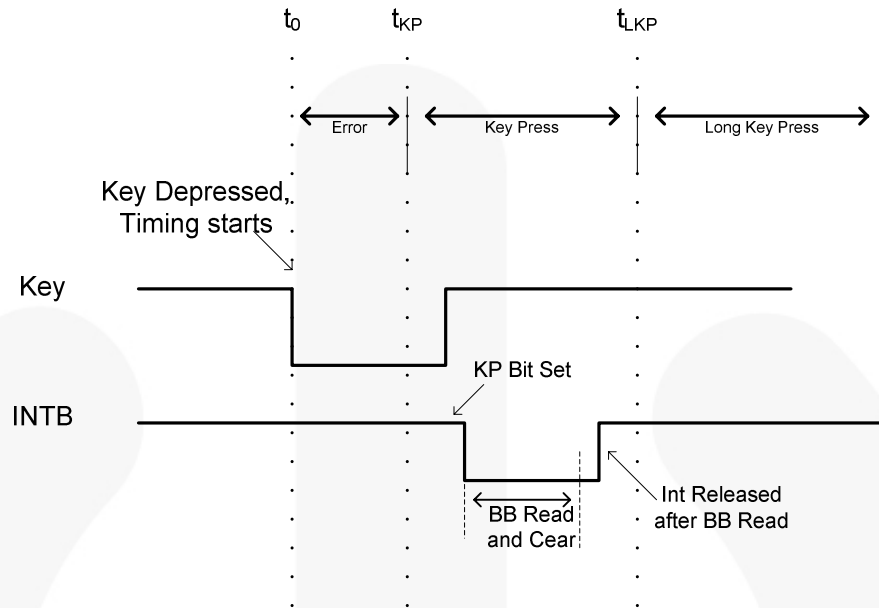 t0 tKP tLKP
Error Key Press Long Key Press
Key Depressed,
Timing starts
Key
KP Bit Set
INTB
BB Read
and Cear
Int Released
after BB Read